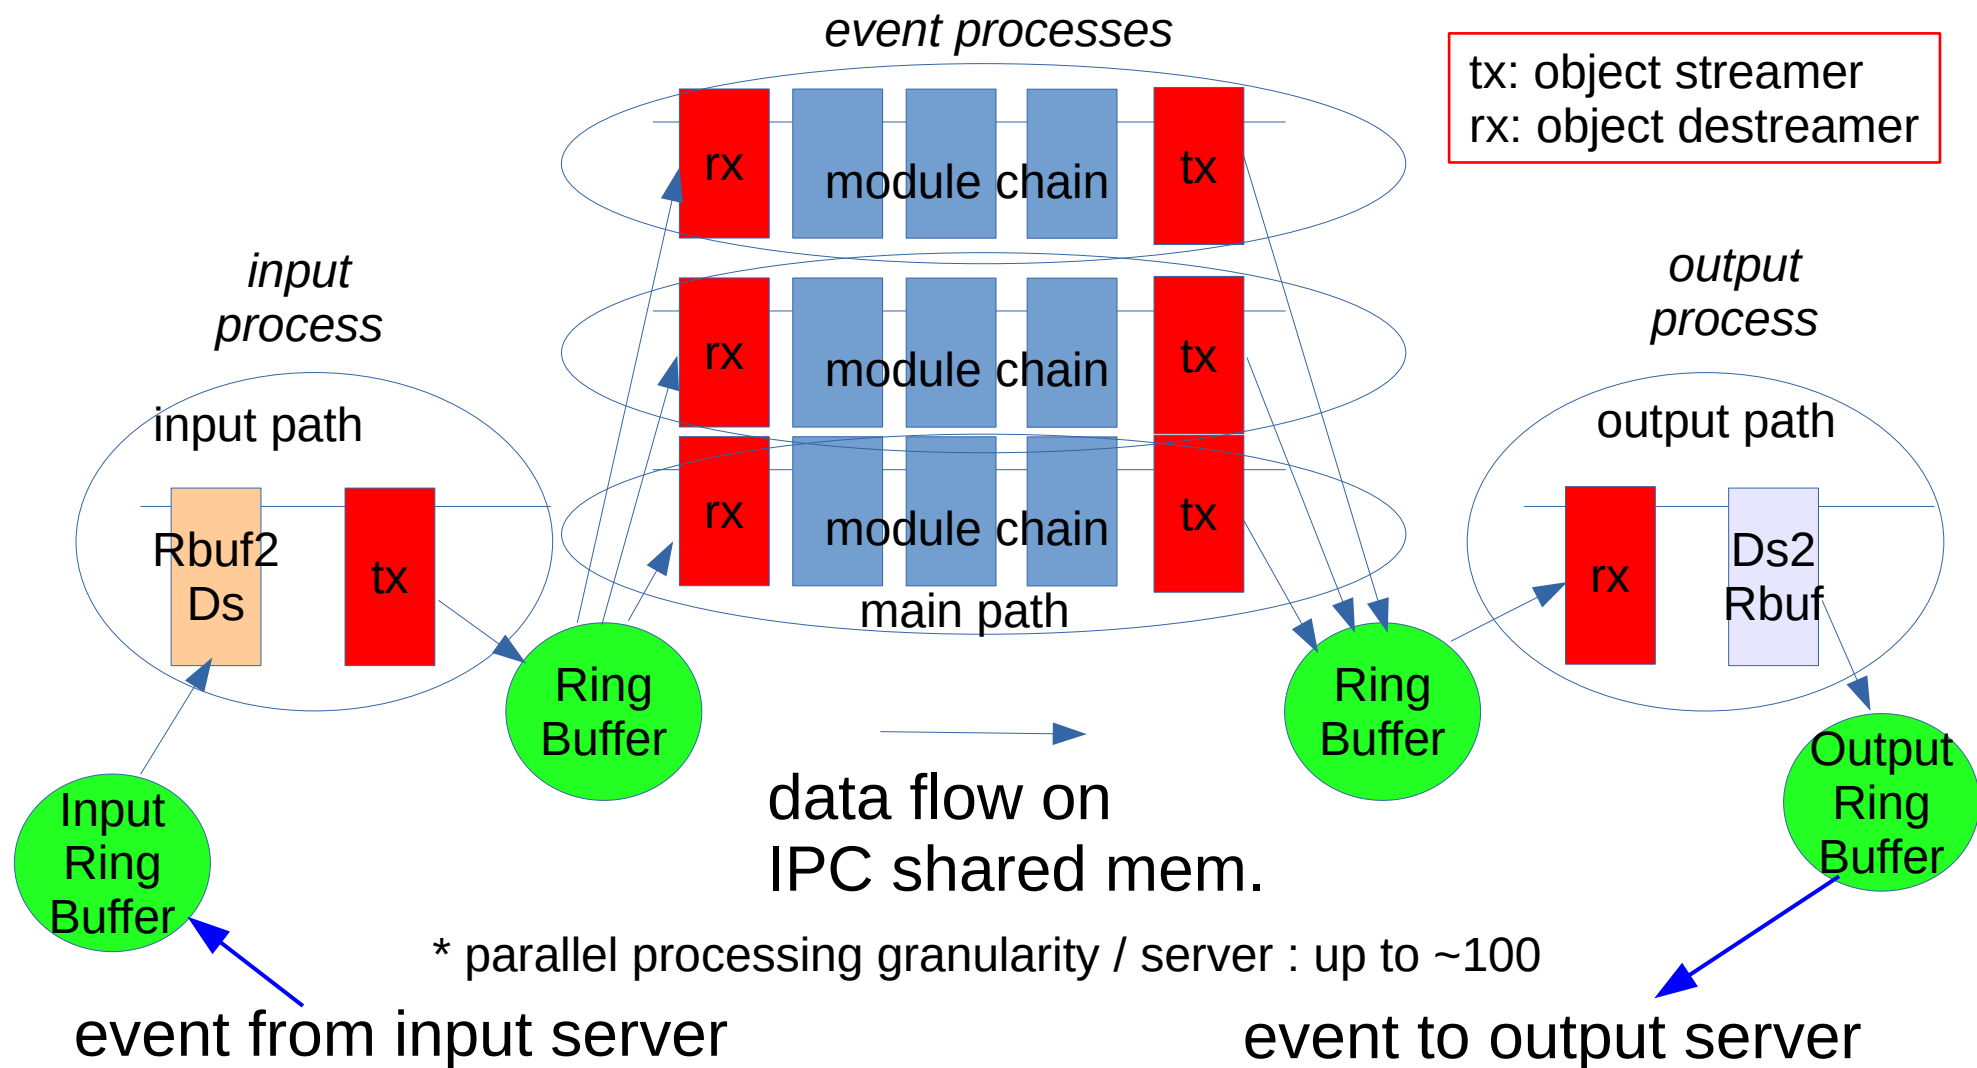 event processes
tx: object streamer
rx: object destreamer
rx
module chain
tx
input
process
output
process
rx
module chain
tx
input path
output path
rx
module chain
tx
Rbuf2
Ds
tx
rx
Ds2
Rbuf
main path
Ring
Buffer
Ring
Buffer
Input
Ring
Buffer
data flow on
IPC shared mem.
Output
Ring
Buffer
* parallel processing granularity / server : up to ~100
event from input server
event to output server